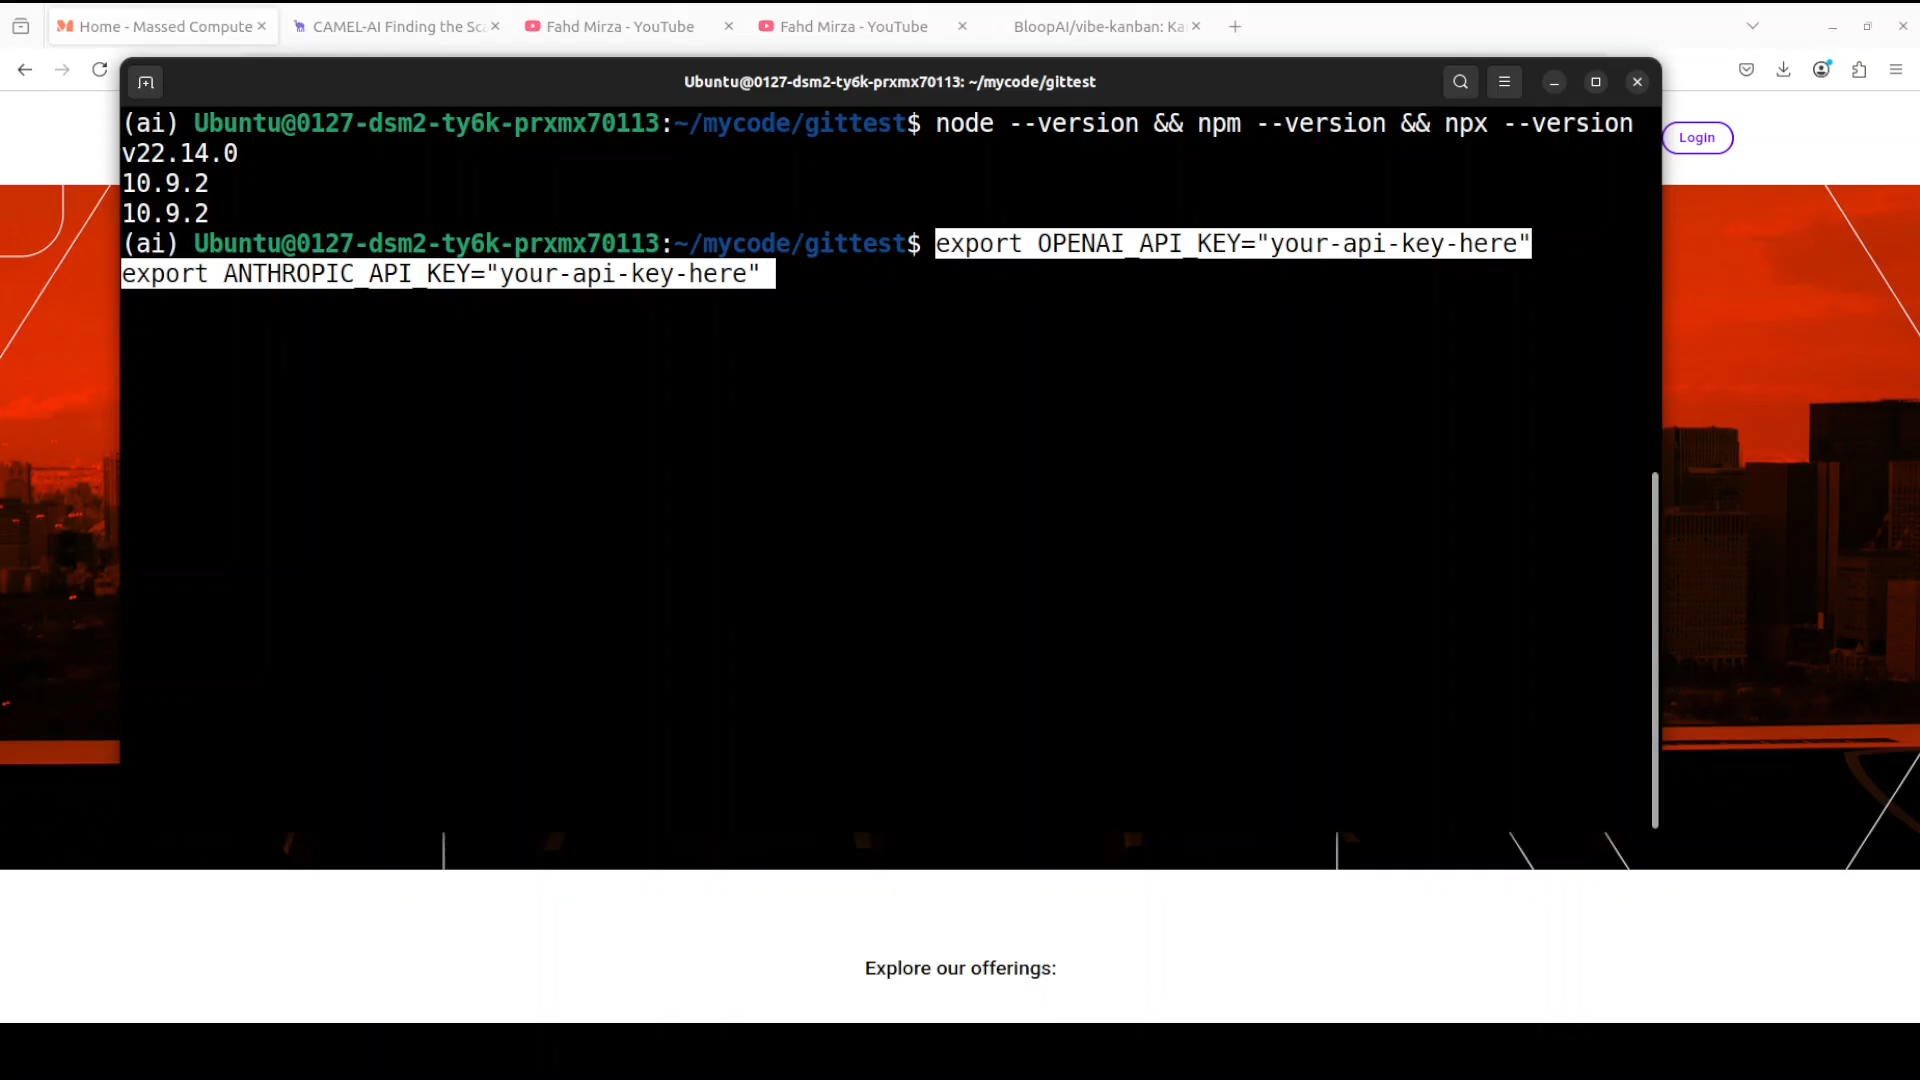 Home - Massed Compute
CAMEL-AI Finding the Sca
Fahd Mirza - YouTube
Fahd Mirza - YouTube
BloopAI/vibe-kanban: Ka
Ubuntu@0127-dsm2-ty6k-prxmx70113: ~/mycode/gittest
(ai) Ubuntu@0127-dsm2-ty6k-prxmx70113:~/mycode/gittest$ node --version && npm --version && npx --version
Login
v22.14.0
10.9.2
10.9.2
(ai) Ubuntu@0127-dsm2-ty6k-prxmx70113:~/mycode/gittest$ export OPENAI_API_KEY="your-api-key-here"
export ANTHROPIC_API_KEY="your-api-key-here"
Explore our offerings: